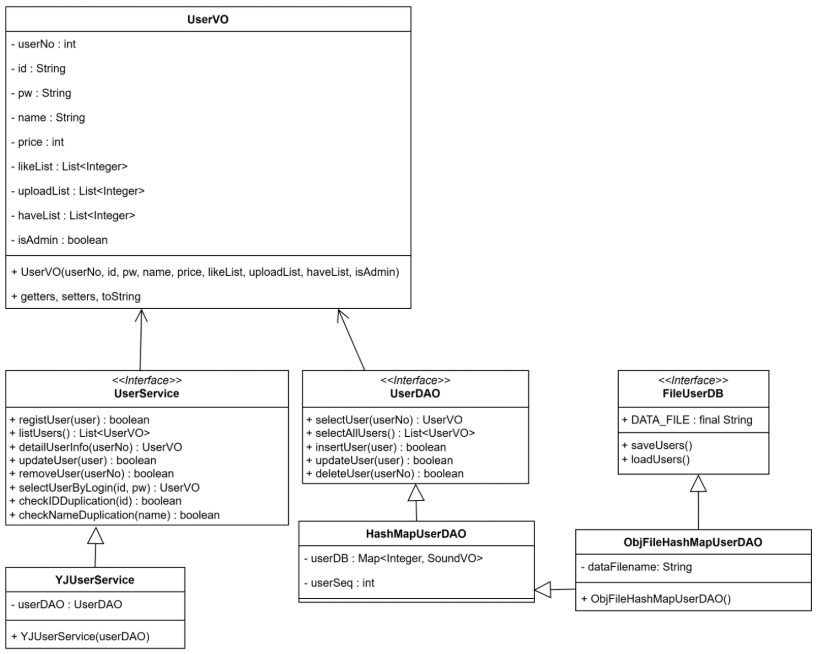 UserVO
- userNo : int
- id : String
- pw : String
- name : String
- price : int
- likeList : List<Integer>
- uploadList : List<Integer>
- haveList : List<Integer>
- isAdmin : boolean
+ UserVO(userNo, id, pw, name, price, likeList, uploadList, haveList, isAdmin)
+ getters, setters, toString
<<Interface>>
UserService
+ registUser(user) : boolean
+ listUsers() : List<UserVO>
+ detailUserInfo(userNo) : UserVO
+ updateUser(user) : boolean
+ removeUser(userNo) : boolean
+ selectUserByLogin(id, pw) : UserVO
+ checkIDDuplication(id) : boolean
+ checkNameDuplication(name) : boolean
<<Interface>>
UserDAO
+ selectUser(userNo) : UserVO
+ selectAllUsers() : List<UserVO>
+ insertUser(user) : boolean
+ updateUser(user) : boolean
+ deleteUser(userNo) : boolean
<<Interface>>
FileUserDB
+ DATA_FILE : final String
+ saveUsers()
+ loadUsers()
YJUserService
- userDAO : UserDAO
+ YJUserService(userDAO)
HashMapUserDAO
- userDB : Map<Integer, SoundVO>
- userSeq : int
ObjFileHashMapUserDAO
- dataFilename: String
+ ObjFileHashMapUserDAO()